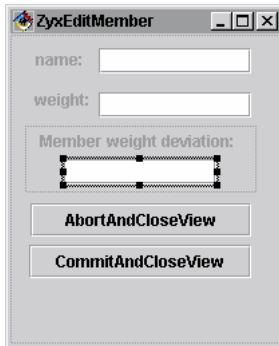 ZyxEditMember
name:
weight:
Member weight deviation:
AbortAndCloseView
CommitAndCloseView